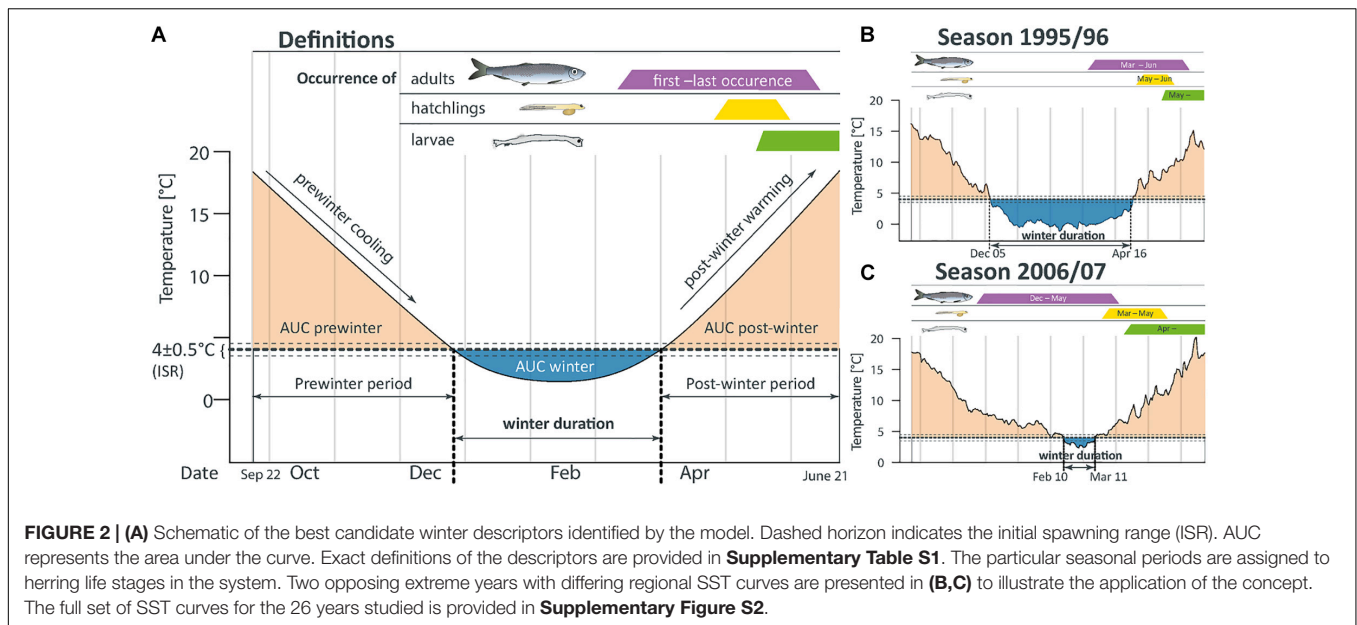 A
Definitions
Occurrence of
adults
first –last occurence
hatchlings
larvae
20
15
10
5
0
Temperature [°C]
prewinter cooling
post-winter warming
AUC prewinter
AUC post-winter
4±0.5°C {
(ISR)
AUC winter
Prewinter period
Post-winter period
winter duration
Date
Sep 22 Oct Dec Feb Apr June 21
B
Season 1995/96
Mar – Jun
May – Jun
May –
20
15
10
5
0
Temperature [°C]
winter duration
Dec 05 Apr 16
C
Season 2006/07
Dec – May
Mar – May
Apr –
20
15
10
5
0
Temperature [°C]
winter duration
Feb 10 Mar 11
FIGURE 2 | (A) Schematic of the best candidate winter descriptors identified by the model. Dashed horizon indicates the initial spawning range (ISR). AUC
represents the area under the curve. Exact definitions of the descriptors are provided in Supplementary Table S1. The particular seasonal periods are assigned to
herring life stages in the system. Two opposing extreme years with differing regional SST curves are presented in (B,C) to illustrate the application of the concept.
The full set of SST curves for the 26 years studied is provided in Supplementary Figure S2.